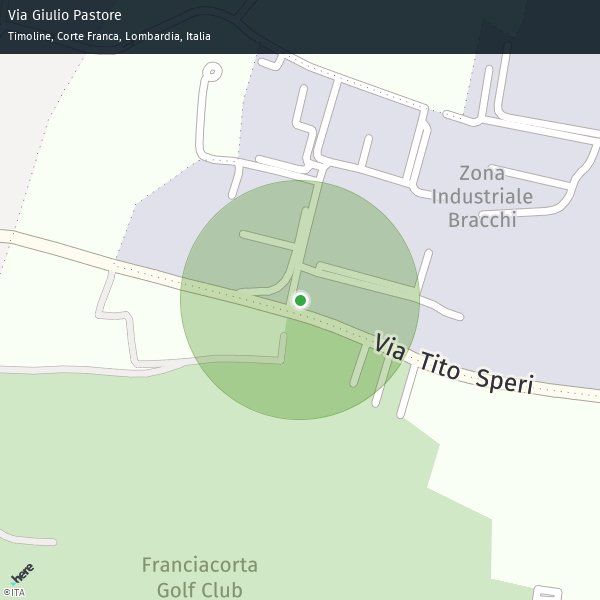 Via Giulio Pastore
Timoline, Corte Franca, Lombardia, Italia
Zona
Industriale
Bracchi
Via Tito Speri
Franciacorta
Golf Club
here
©ITA